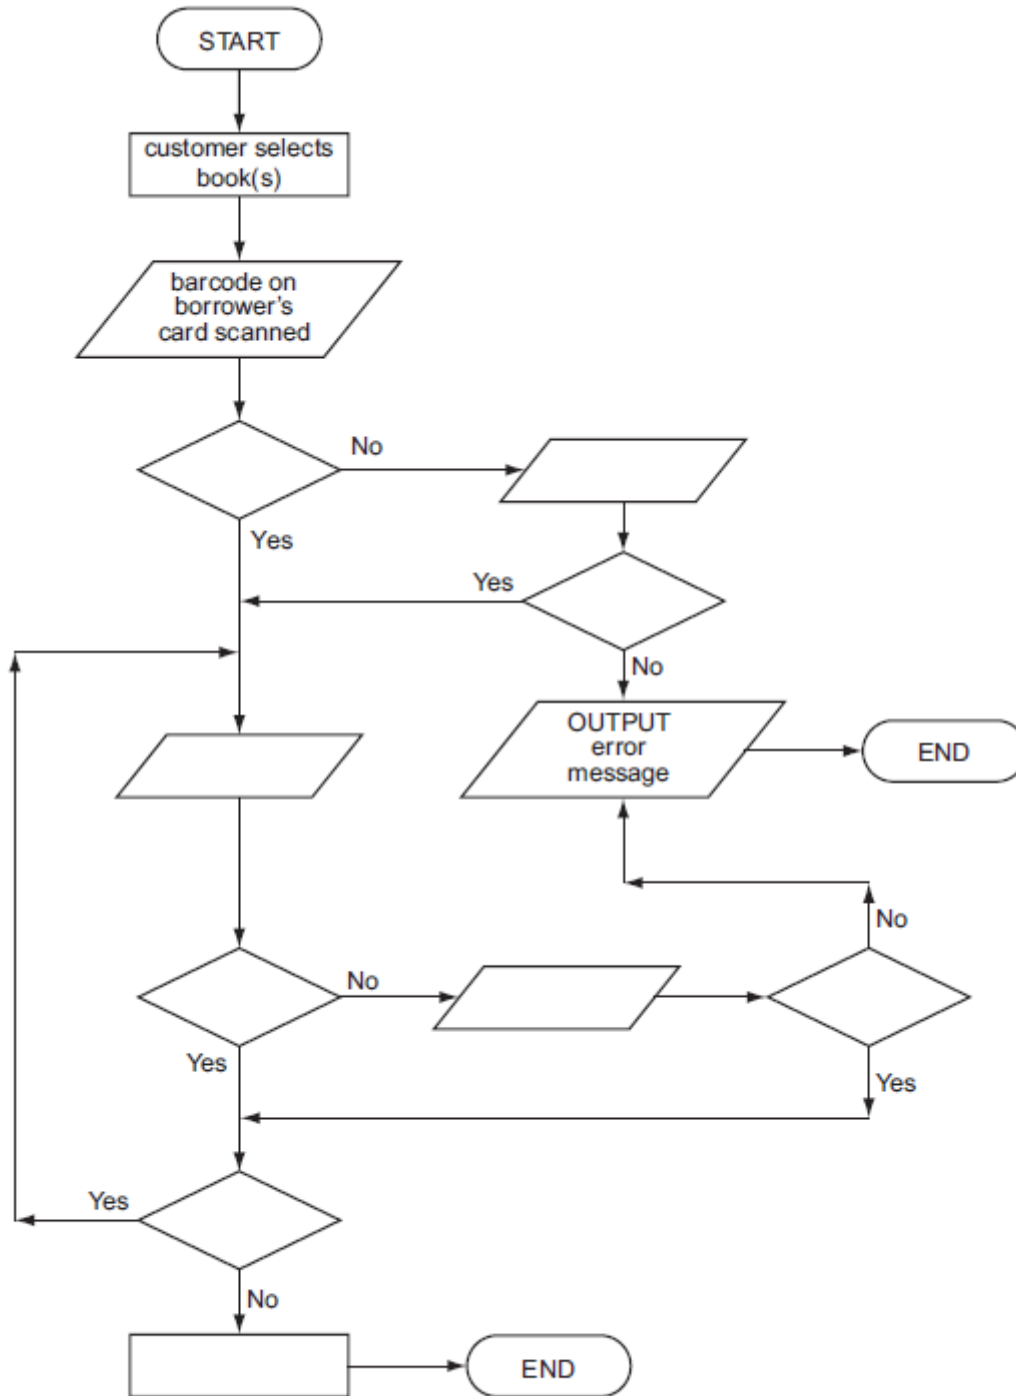 START
customer selects
book(s)
barcode on
borrower's
card scanned
No
Yes
Yes
No
OUTPUT
error
message
END
No
No
Yes
Yes
Yes
No
END